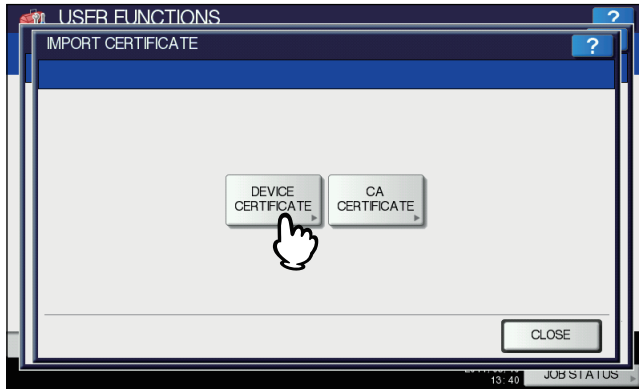 USER FUNCTIONS
?
IMPORT CERTIFICATE
?
DEVICE
CERTIFICATE
CA
CERTIFICATE
CLOSE
13:40
JOB STATUS